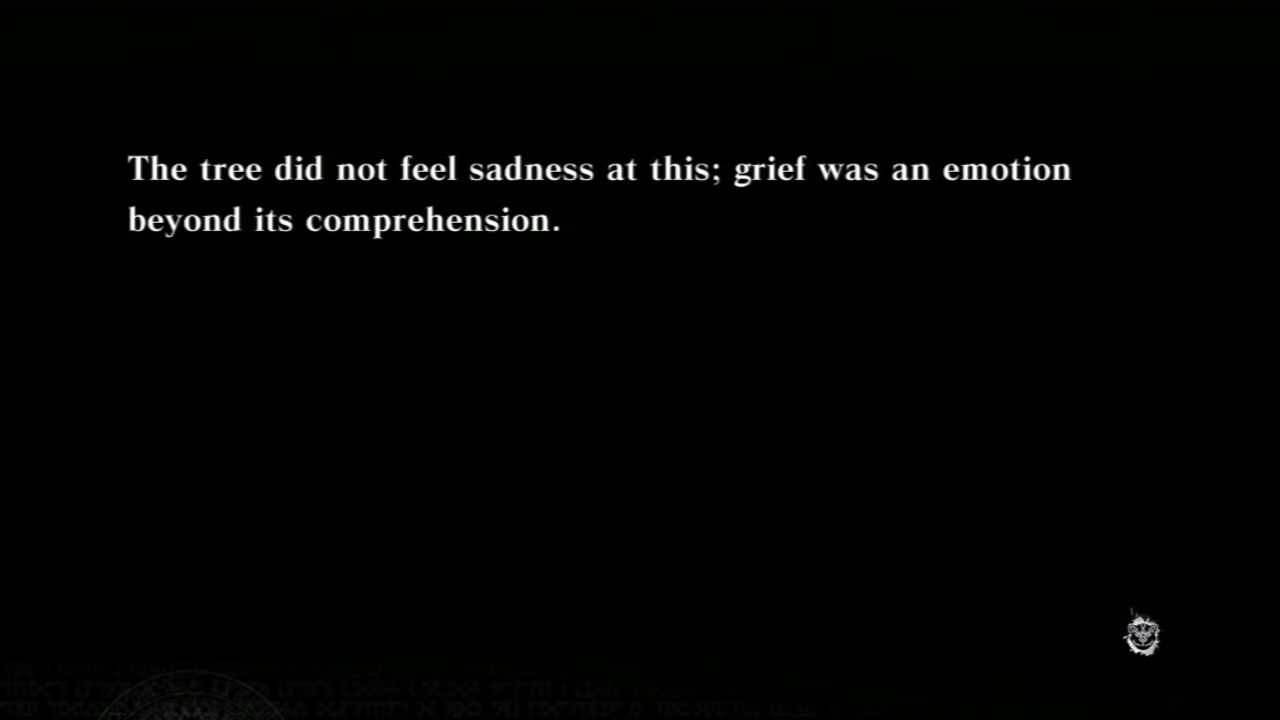 The tree did not feel sadness at this; grief was an emotion
beyond its comprehension.